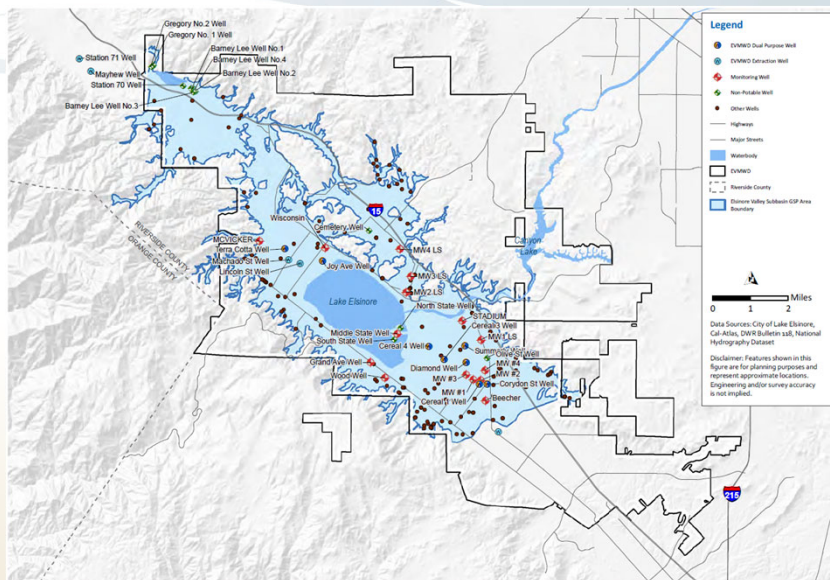 Gregory No.2 Well
Gregory No. 1 Well
Barney Lee Well No.1
Barney Lee Well No.4
Barney Lee Well No.2
Station 71 Well
Mayhew Well
Station 70 Well
Barney Lee Well No.3
Wisconsin
15
Cemetery Well
MCVICKER
Terra Cotta Well
Machado St Well
Lincoln St Well
Joy Ave Well
MW4 LS
MW3 LS
MW2 LS
Canyon
Lake
RIVERSIDE COUNTY
ORANGE COUNTY
Lake Elsinore
North State Well
STADIUM
Cereal 3 Well
Middle State Well
South State Well
Cereal 4 Well
MW1 LS
Olive St Well
Grand Ave Well
Diamond Well
MW #4
MW #2
Wood Well
MW #3
Corydon St Well
MW #1
Beecher
215
Legend
EVMWD Dual Purpose Well
EVMWD Extraction Well
Monitoring Well
Non-Potable Well
Other Wells
Highways
Major Streets
Waterbody
EVMWD
Riverside County
Elsinore Valley Subbasin GSP Area
Boundary
Miles
0 1 2
Data Sources: City of Lake Elsinore,
Cal-Atlas, DWR Bulletin 118, National
Hydrography Dataset
Disclaimer: Features shown in this
figure are for planning purposes and
represent approximate locations.
Engineering and/or survey accuracy
is not implied.